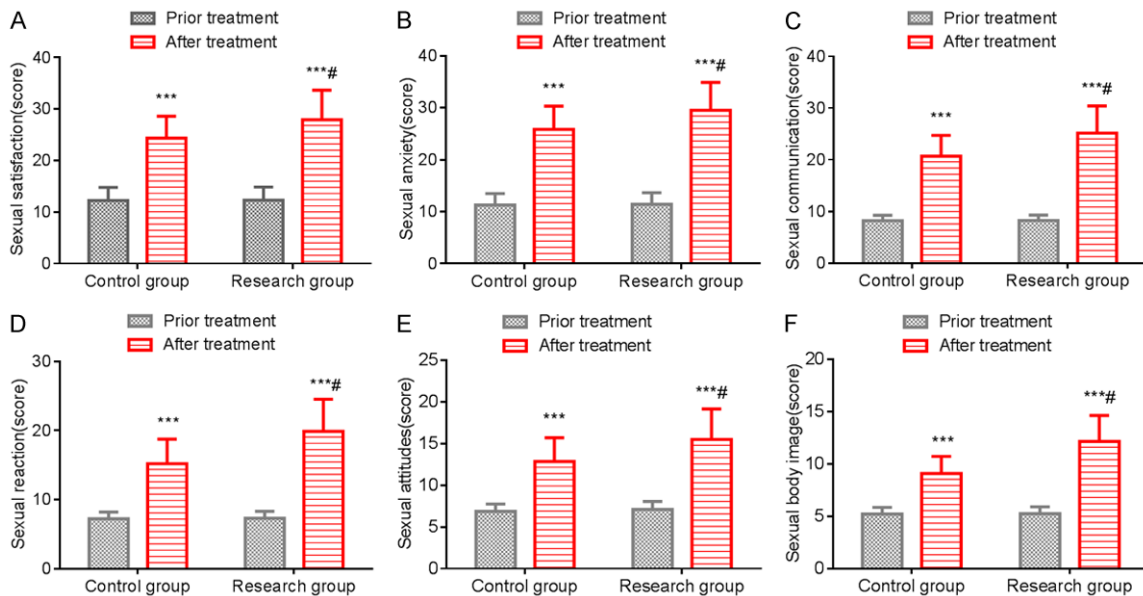 A
Prior treatment
After treatment
Sexual satisfaction(score)
40
30
20
10
0
***
***#
Control group
Research group
B
Prior treatment
After treatment
Sexual anxiety(score)
40
30
20
10
0
***
***#
Control group
Research group
C
Prior treatment
After treatment
Sexual communication(score)
40
30
20
10
0
***
***#
Control group
Research group
D
Prior treatment
After treatment
Sexual reaction(score)
30
20
10
0
***
***#
Control group
Research group
E
Prior treatment
After treatment
Sexual attitudes(score)
25
20
15
10
5
0
***
***#
Control group
Research group
F
Prior treatment
After treatment
Sexual body image(score)
20
15
10
5
0
***
***#
Control group
Research group